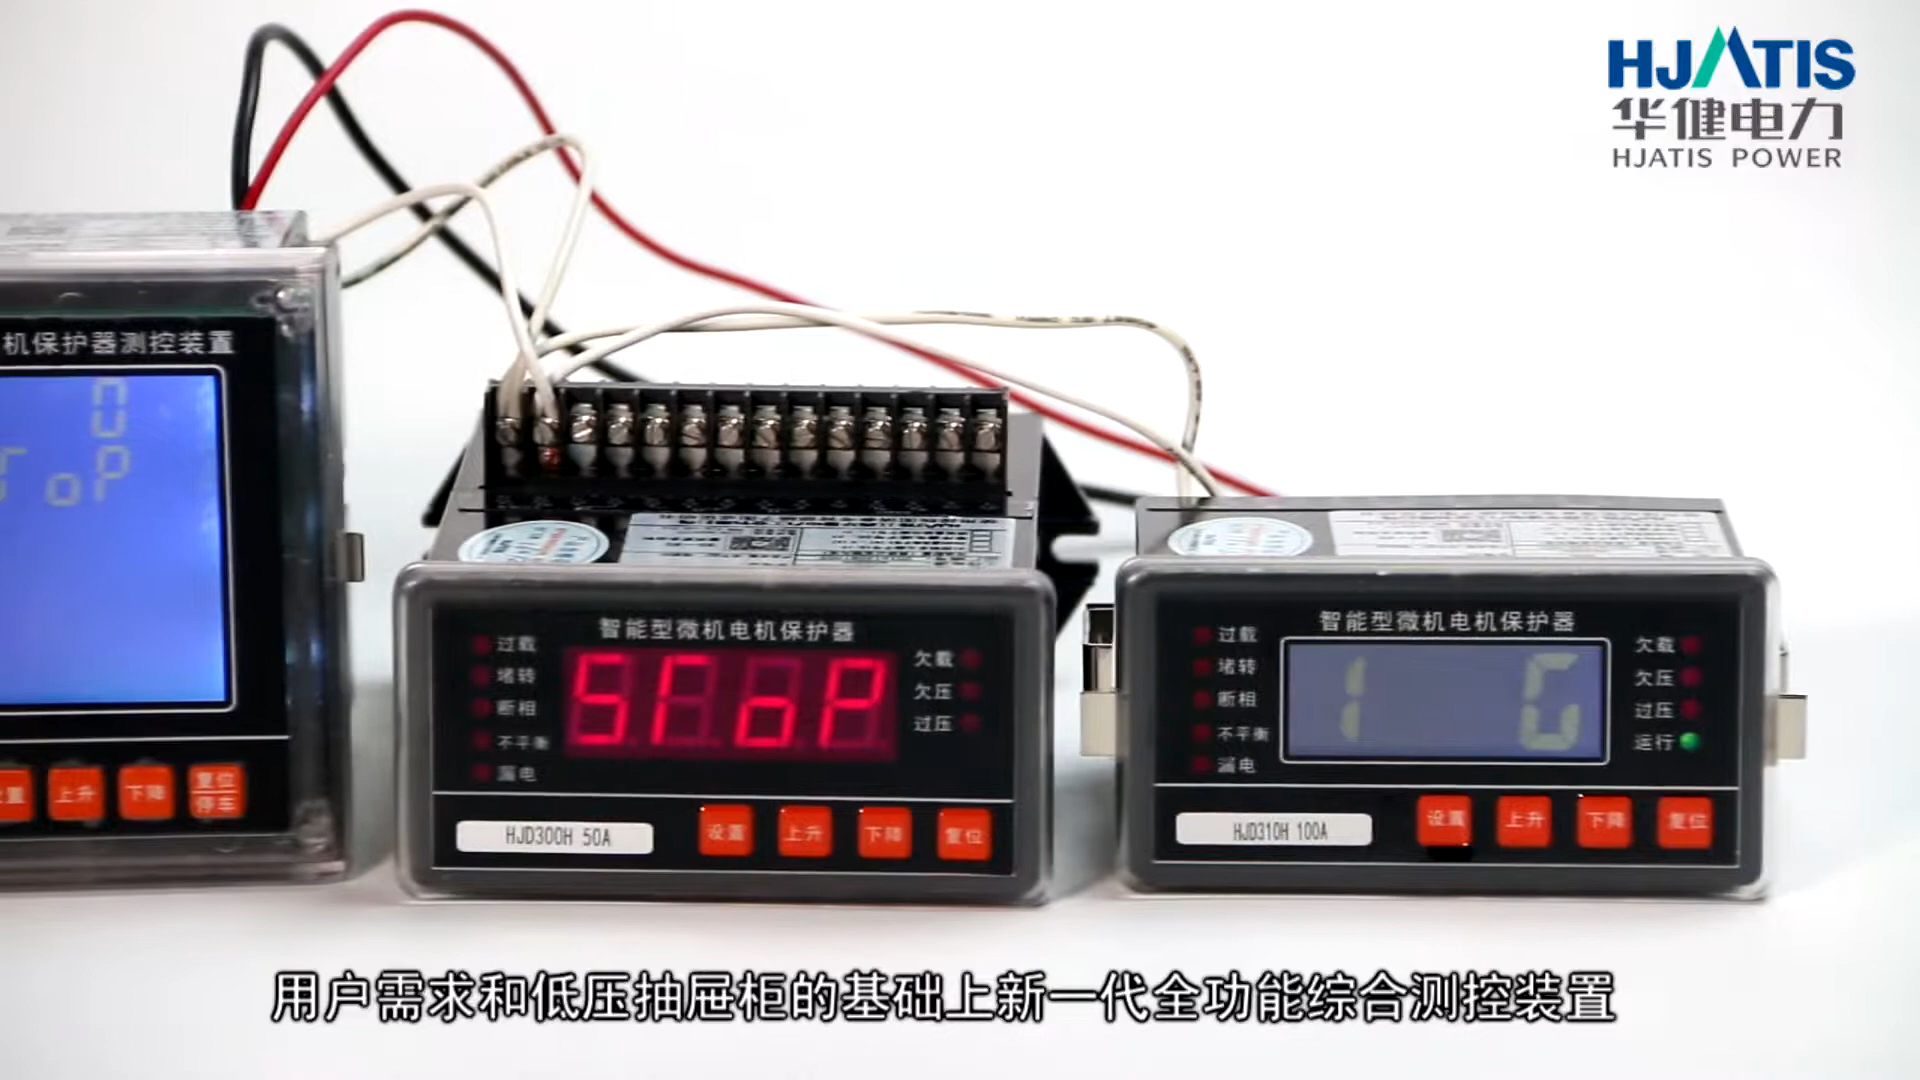 HJATIS
华健电力
HJATIS POWER
机保护器测控装置
SToP
上升
下降
复位
停车
智能型微机电机保护器
过载
堵转
断相
不平衡
漏电
SToP
欠载
欠压
过压
HJD300H 50A
设置
上升
下降
复位
智能型微机电机保护器
过载
堵转
断相
不平衡
漏电
欠载
欠压
过压
运行
HJD310H 100A
设置
上升
下降
复位
用户需求和低压抽屉柜的基础上新一代全功能综合测控装置